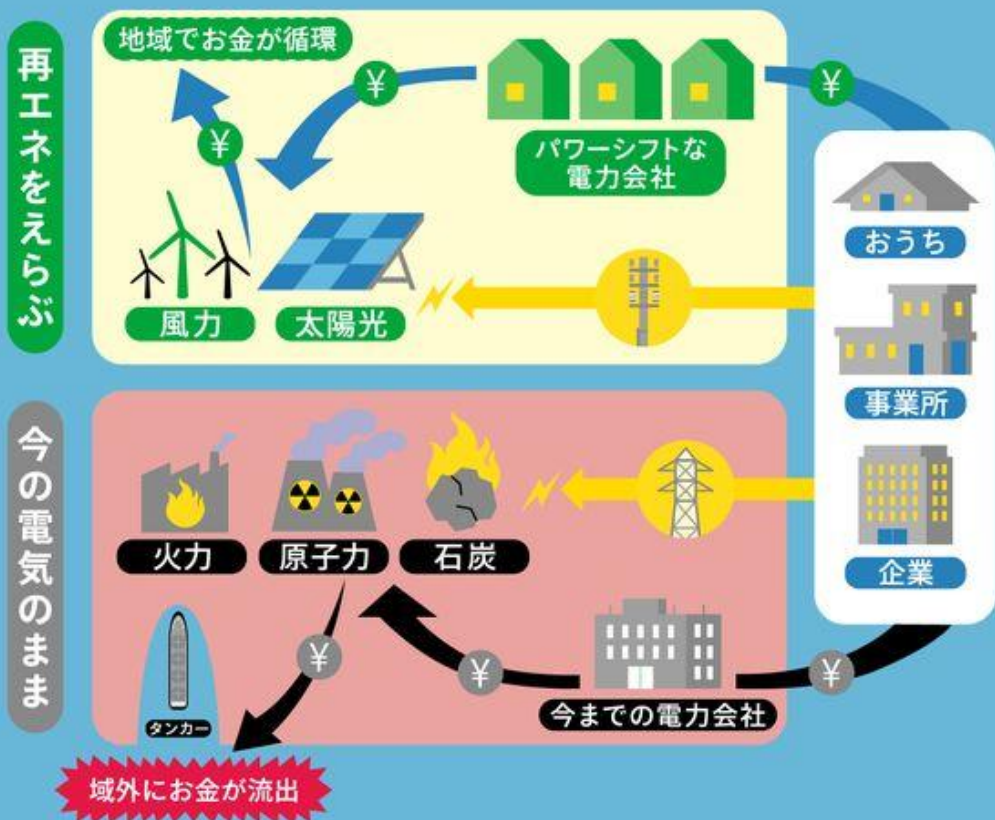 再エネをえらぶ
地域でお金が循環
¥
¥
¥
パワーシフトな
電力会社
風力
太陽光
おうち
事業所
企業
今の電気のまま
火力
原子力
石炭
タンカー
¥
¥
¥
今までの電力会社
域外にお金が流出